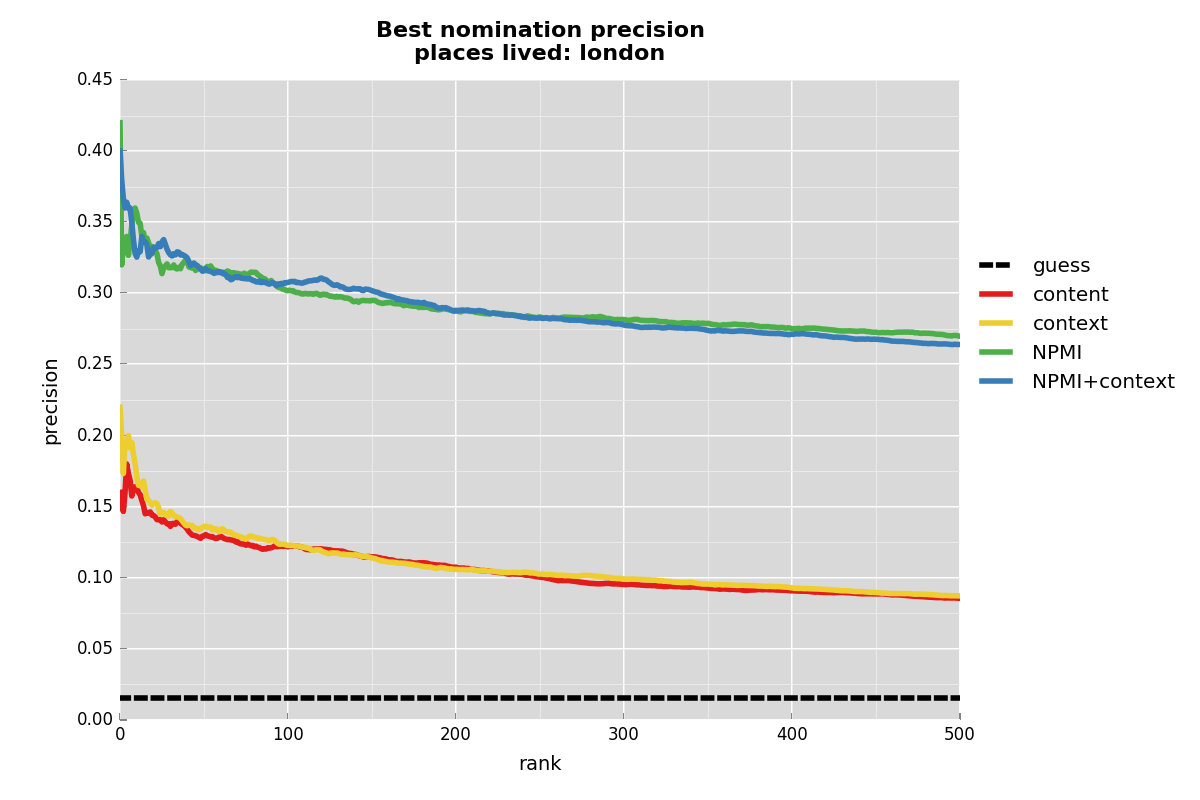 Best nomination precision
places lived: london
0.45
0.40
0.35
0.30
0.25
0.20
0.15
0.10
0.05
0.00
precision
0 100 200 300 400 500
rank
guess
content
context
NPMI
NPMI+context